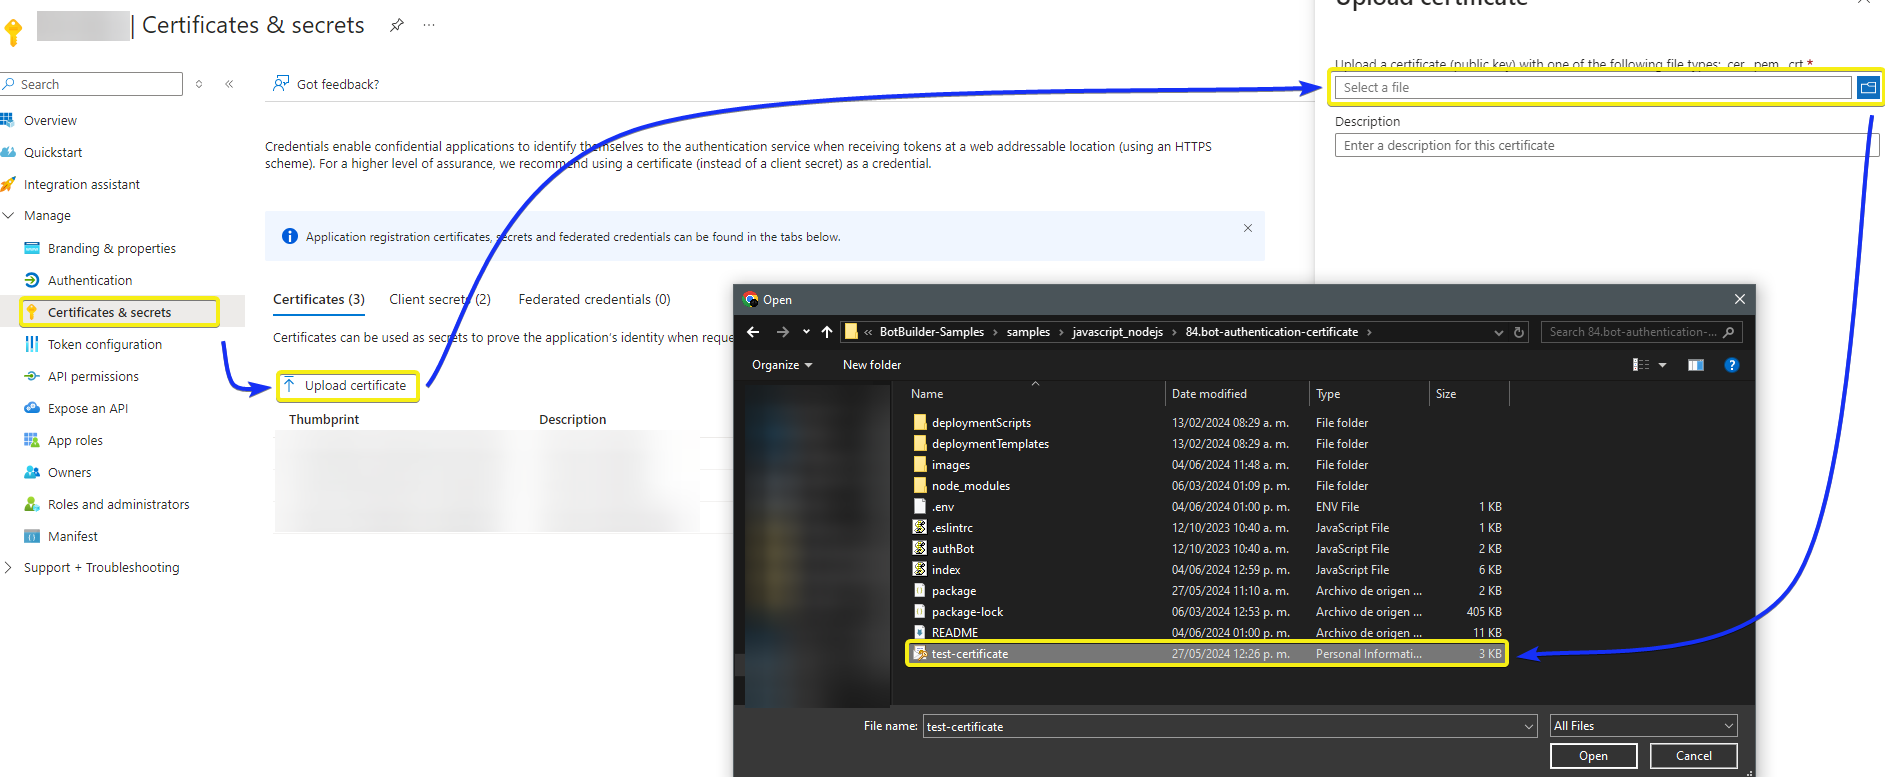 Certificates & secrets
Search
Overview
Quickstart
Integration assistant
Manage
Branding & properties
Authentication
Certificates & secrets
Token configuration
API permissions
Expose an API
App roles
Owners
Roles and administrators
Manifest
Support + Troubleshooting
Got feedback?
Credentials enable confidential applications to identify themselves to the authentication service when receiving tokens at a web addressable location (using an HTTPS
scheme). For a higher level of assurance, we recommend using a certificate (instead of a client secret) as a credential.
Application registration certificates, secrets and federated credentials can be found in the tabs below.
Certificates (3) Client secrets (2) Federated credentials (0)
Certificates can be used as secrets to prove the application's identity when reque
Upload certificate
Thumbprint Description
Upload certificate
Upload a certificate (public key) with one of the following file types: .cer, .pem, .crt *
Select a file
Description
Enter a description for this certificate
Open
« BotBuilder-Samples > samples > javascript_nodejs > 84.bot-authentication-certificate >
Search 84.bot-authentication-...
Organize New folder
Name Date modified Type Size
deploymentScripts 13/02/2024 08:29 a. m. File folder
deploymentTemplates 13/02/2024 08:29 a. m. File folder
images 04/06/2024 11:48 a. m. File folder
node_modules 06/03/2024 01:09 p. m. File folder
.env 04/06/2024 01:00 p. m. ENV File 1 KB
.eslintrc 12/10/2023 10:40 a. m. JavaScript File 1 KB
authBot 12/10/2023 10:40 a. m. JavaScript File 2 KB
index 04/06/2024 12:59 p. m. JavaScript File 6 KB
package 27/05/2024 11:10 a. m. Archivo de origen ... 2 KB
package-lock 06/03/2024 12:53 p. m. Archivo de origen ... 405 KB
README 04/06/2024 01:00 p. m. Archivo de origen ... 11 KB
test-certificate 27/05/2024 12:26 p. m. Personal Informati... 3 KB
File name: test-certificate All Files
Open Cancel